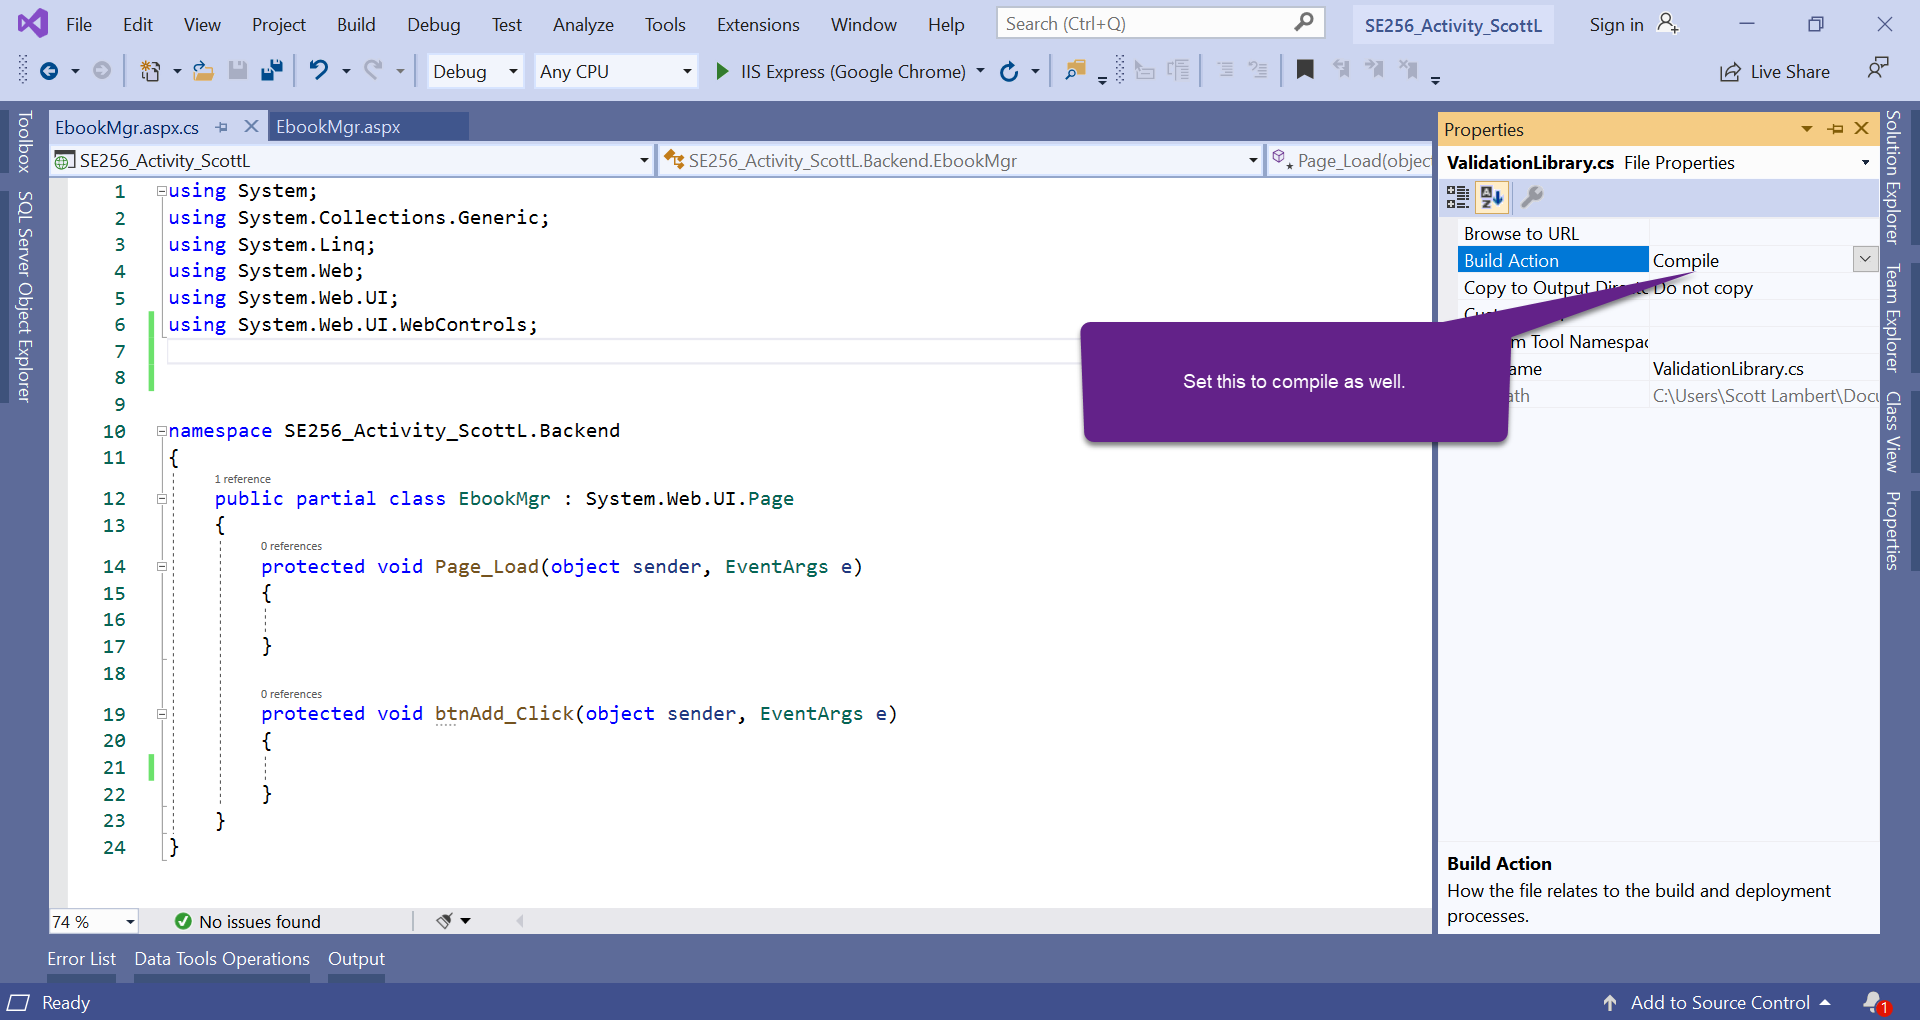 File Edit View Project Build Debug Test Analyze Tools Extensions Window Help Search (Ctrl+Q) SE256_Activity_ScottL Sign in
Debug Any CPU IIS Express (Google Chrome) Live Share
Toolbox
SQL Server Object Explorer
EbookMgr.aspx.cs EbookMgr.aspx
SE256_Activity_ScottL SE256_Activity_ScottL.Backend.EbookMgr Page_Load(objec
1 using System;
2 using System.Collections.Generic;
3 using System.Linq;
4 using System.Web;
5 using System.Web.UI;
6 using System.Web.UI.WebControls;
7
8
9
10 namespace SE256_Activity_ScottL.Backend
11 {
1 reference
12 public partial class EbookMgr : System.Web.UI.Page
13 {
0 references
14 protected void Page_Load(object sender, EventArgs e)
15 {
16
17 }
18
0 references
19 protected void btnAdd_Click(object sender, EventArgs e)
20 {
21
22 }
23 }
24 }
74 % No issues found
Set this to compile as well.
Properties
ValidationLibrary.cs File Properties
Browse to URL
Build Action Compile
Copy to Output Do not copy
Tool Namespac
ame ValidationLibrary.cs
ath C:\Users\Scott Lambert\Docu
Build Action
How the file relates to the build and deployment
processes.
Solution Explorer
Team Explorer
Class View
Properties
Error List Data Tools Operations Output
Ready Add to Source Control 1